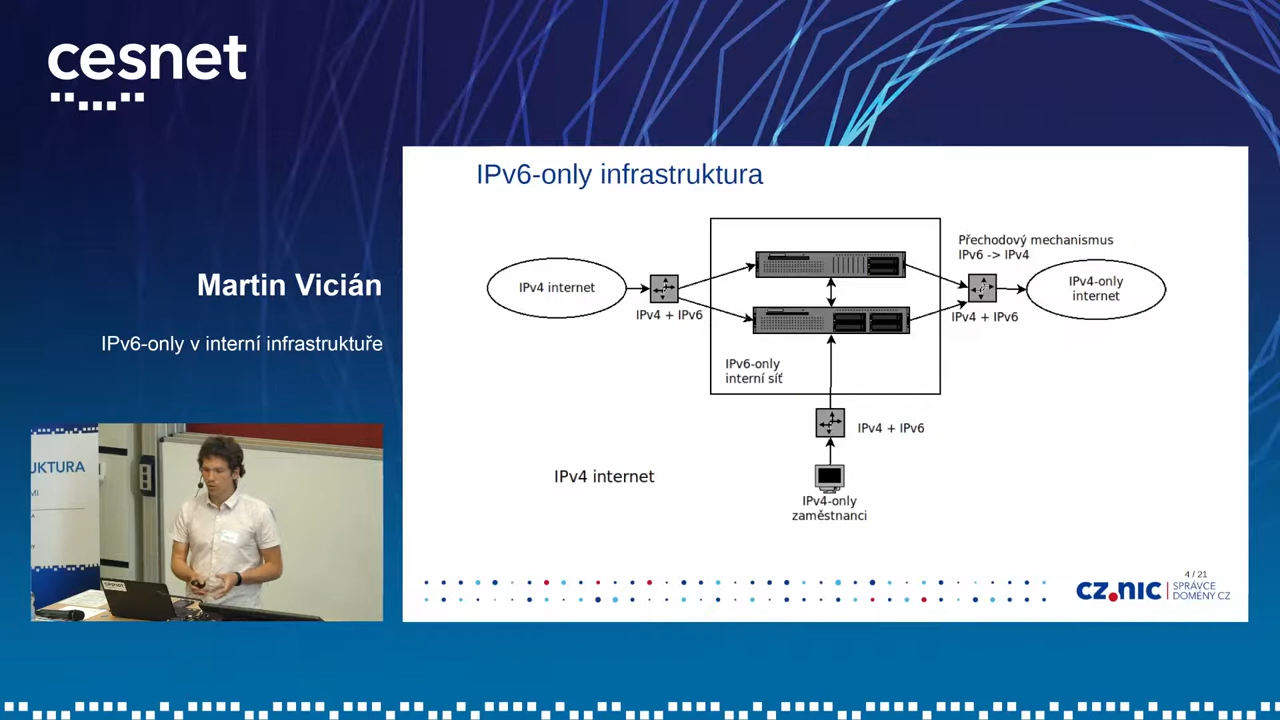 cesnet
Martin Vicián
IPv6-only v interní infrastruktuře
IPv6-only infrastruktura
IPv4 internet
IPv4 + IPv6
IPv6-only
interní síť
Přechodový mechanismus
IPv6 -> IPv4
IPv4 + IPv6
IPv4-only
internet
IPv4 + IPv6
IPv4-only
zaměstnanci
IPv4 internet
4 / 21
CZ.NIC
SPRÁVCE
DOMÉNY CZ
UKTURA
cesnet